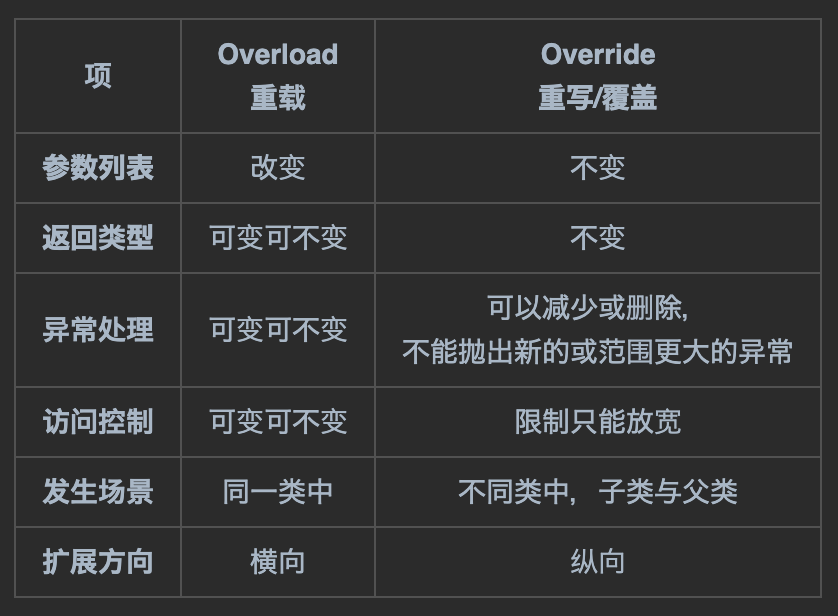 项
Overload
重载
Override
重写/覆盖
参数列表
改变
不变
返回类型
可变可不变
不变
异常处理
可变可不变
可以减少或删除,
不能抛出新的或范围更大的异常
访问控制
可变可不变
限制只能放宽
发生场景
同一类中
不同类中，子类与父类
扩展方向
横向
纵向